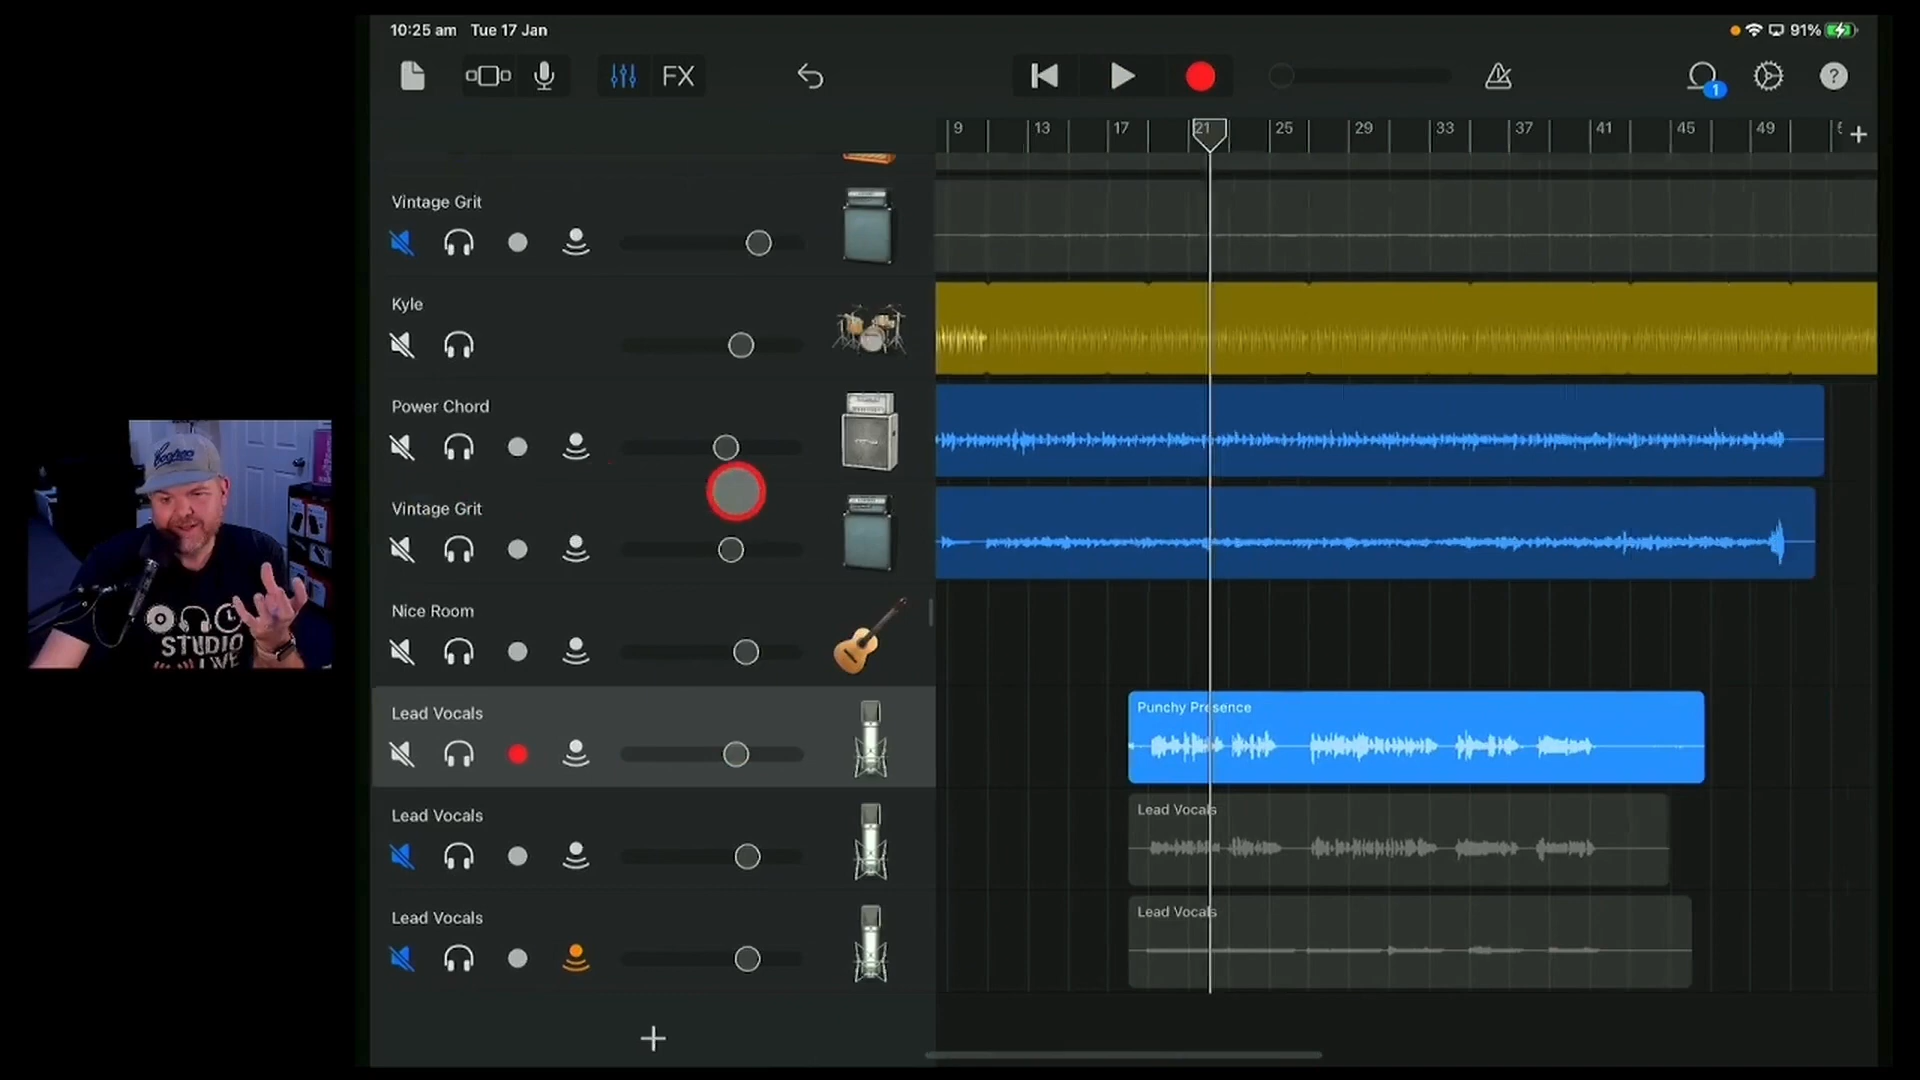 10:25 am Tue 17 Jan
91%
FX
1
?
9 13 17 21 25 29 33 37 41 45 49
Vintage Grit
Kyle
Power Chord
Vintage Grit
Nice Room
Lead Vocals
Punchy Presence
Lead Vocals
Lead Vocals
Lead Vocals
Lead Vocals
STUDIO
LIVE